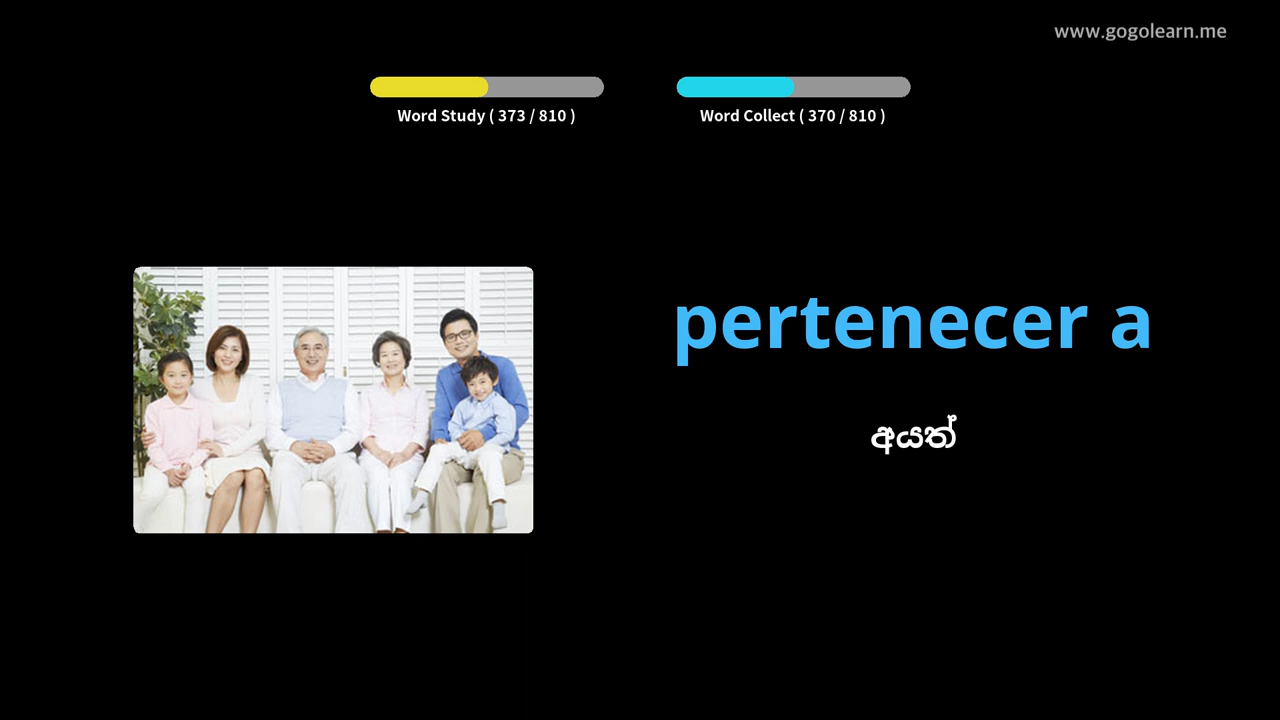 www.gogolearn.me
Word Study ( 373 / 810 )
Word Collect ( 370 / 810 )
pertenecer a
අයත්